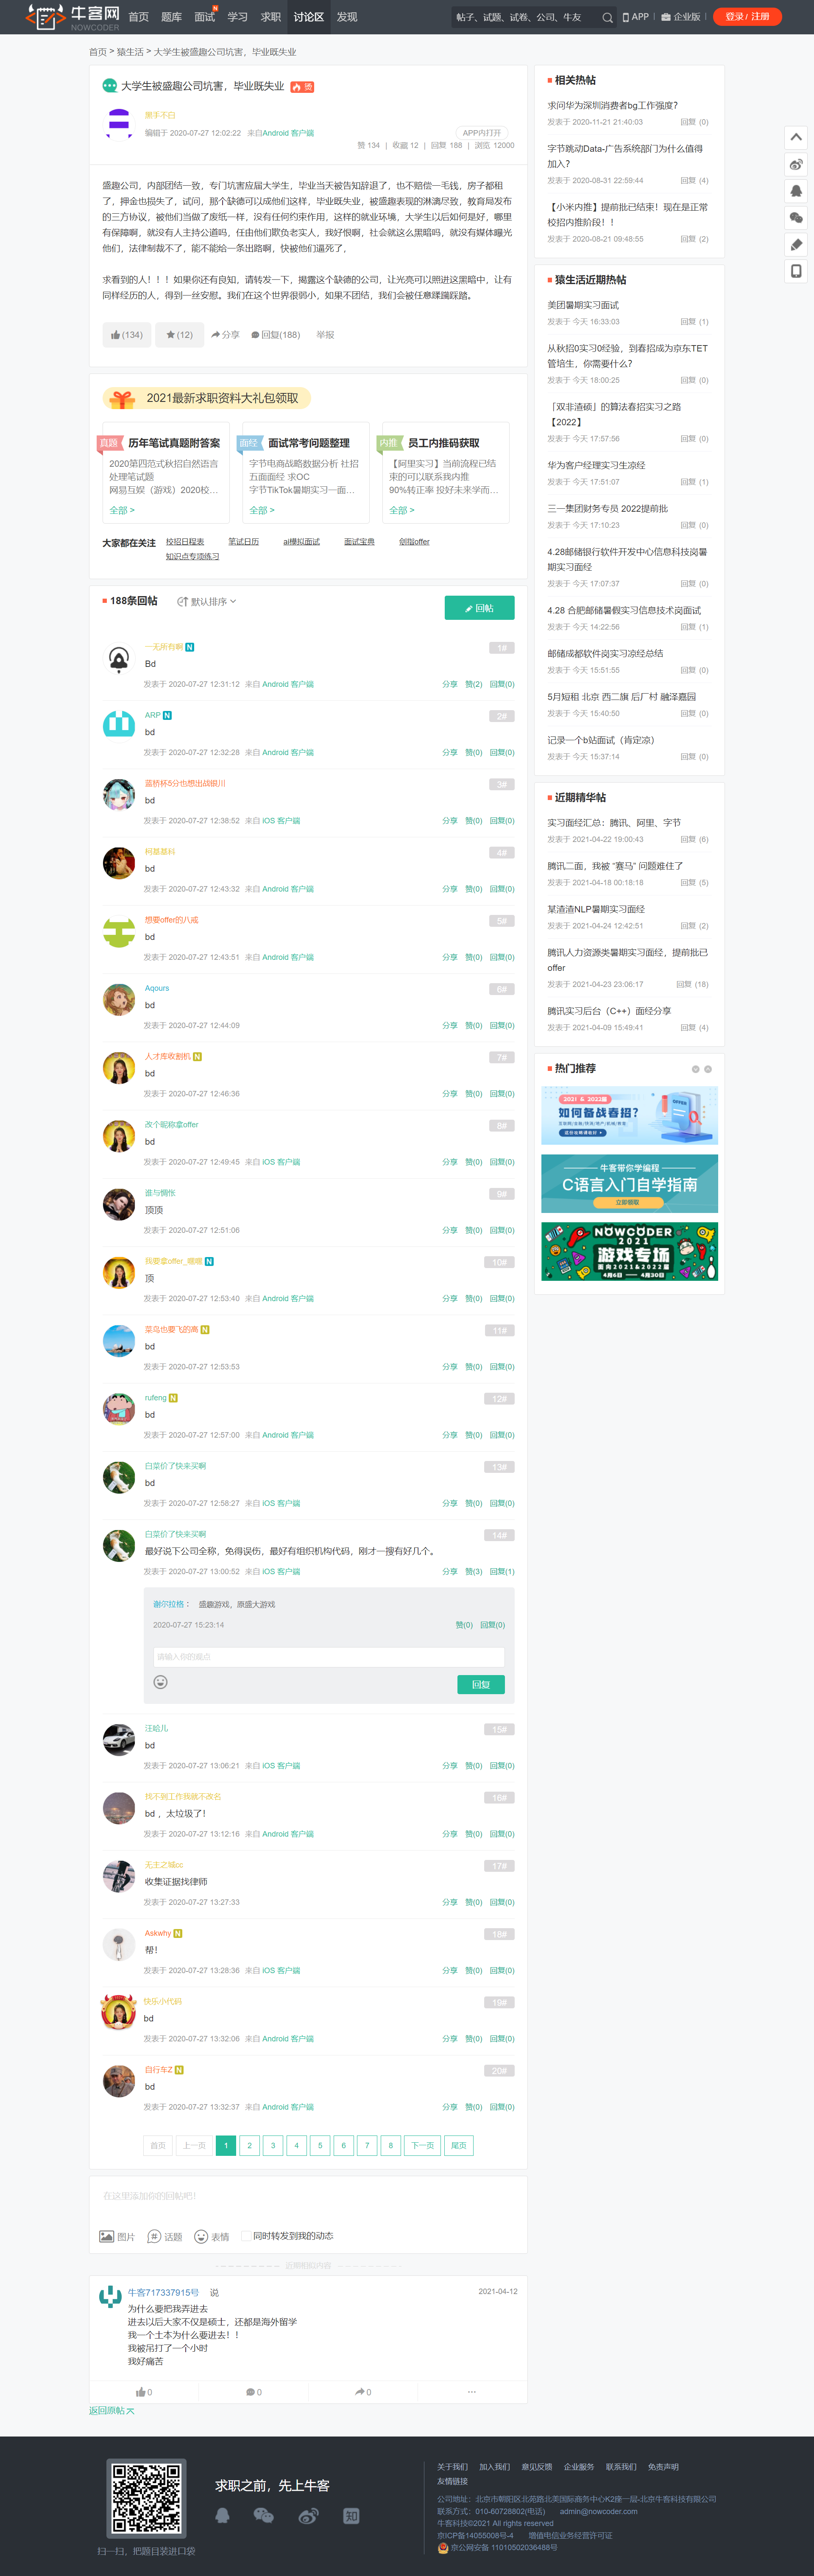 牛客网
NOWCODER
首页 题库 面试 学习 求职 讨论区 发现
帖子、试题、试卷、公司、牛友
APP 企业版 登录 / 注册
首页 > 猿生活 > 大学生被盛趣公司坑害，毕业既失业
大学生被盛趣公司坑害，毕业既失业
热
黑手不白
编辑于 2020-07-27 12:02:22 来自Android 客户端
APP内打开
赞 134 | 收藏 12 | 回复 188 | 浏览 12000
盛趣公司，内部团结一致，专门坑害应届大学生，毕业当天被告知辞退了，也不赔偿一毛钱，房子都租
了，押金也损失了，试问，那个缺德可以成他们这样，毕业既失业，被盛趣表现的淋漓尽致，教育局发布
的三方协议，被他们当做了废纸一样，没有任何约束作用，这样的就业环境，大学生以后如何是好，哪里
有保障啊，就没有人主持公道吗，任由他们欺负老实人，我好恨啊，社会就这么黑暗吗，就没有媒体曝光
他们，法律制裁不了，能不能给一条出路啊，快被他们逼死了，
求看到的人！！！如果你还有良知，请转发一下，揭露这个缺德的公司，让光亮可以照进这黑暗中，让有
同样经历的人，得到一丝安慰。我们在这个世界很弱小，如果不团结，我们会被任意蹂躏踩踏。
(134) (12) 分享 回复(188) 举报
2021最新求职资料大礼包领取
真题 历年笔试真题附答案
2020第四范式秋招自然语言
处理笔试题
网易互娱（游戏）2020校...
全部 >
面经 面试常考问题整理
字节电商战略数据分析 社招
五面面经 求OC
字节TikTok暑期实习一面...
全部 >
内推 员工内推码获取
【阿里实习】当前流程已结
束的可以联系我内推
90%转正率 投好未来学而...
全部 >
大家都在关注 校招日程表 笔试日历 ai模拟面试 面试宝典 创指offer
知识点专项练习
188条回帖 默认排序 回帖
一无所有啊 N 1#
Bd
发表于 2020-07-27 12:31:12 来自 Android 客户端 分享 赞(2) 回复(0)
ARP N 2#
bd
发表于 2020-07-27 12:32:28 来自 Android 客户端 分享 赞(0) 回复(0)
蓝桥杯5分也想出战银川 3#
bd
发表于 2020-07-27 12:38:52 来自 iOS 客户端 分享 赞(0) 回复(0)
柯基基科 4#
bd
发表于 2020-07-27 12:43:32 来自 Android 客户端 分享 赞(0) 回复(0)
想要offer的八戒 5#
bd
发表于 2020-07-27 12:43:51 来自 Android 客户端 分享 赞(0) 回复(0)
Aqours 6#
bd
发表于 2020-07-27 12:44:09 分享 赞(0) 回复(0)
人才库收割机 N 7#
bd
发表于 2020-07-27 12:46:36 分享 赞(0) 回复(0)
改个昵称拿offer 8#
bd
发表于 2020-07-27 12:49:45 来自 iOS 客户端 分享 赞(0) 回复(0)
谁与惆怅 9#
顶顶
发表于 2020-07-27 12:51:06 分享 赞(0) 回复(0)
我要拿offer_嘿嘿 N 10#
顶
发表于 2020-07-27 12:53:40 来自 Android 客户端 分享 赞(0) 回复(0)
菜鸟也要飞的高 N 11#
bd
发表于 2020-07-27 12:53:53 分享 赞(0) 回复(0)
rufeng N 12#
bd
发表于 2020-07-27 12:57:00 来自 Android 客户端 分享 赞(0) 回复(0)
白菜价了快来买啊 13#
bd
发表于 2020-07-27 12:58:27 来自 iOS 客户端 分享 赞(0) 回复(0)
白菜价了快来买啊 14#
最好说下公司全称，免得误伤，最好有组织机构代码，刚才一搜有好几个。
发表于 2020-07-27 13:00:52 来自 iOS 客户端 分享 赞(3) 回复(1)
谢尔拉格： 盛趣游戏，原盛大游戏
2020-07-27 15:23:14 赞(0) 回复(0)
请输入你的观点
回复
汪哈儿 15#
bd
发表于 2020-07-27 13:06:21 来自 iOS 客户端 分享 赞(0) 回复(0)
找不到工作我就不改名 16#
bd ，太垃圾了！
发表于 2020-07-27 13:12:16 来自 Android 客户端 分享 赞(0) 回复(0)
无主之城cc 17#
收集证据找律师
发表于 2020-07-27 13:27:33 分享 赞(0) 回复(0)
Askwhy N 18#
帮！
发表于 2020-07-27 13:28:36 来自 iOS 客户端 分享 赞(0) 回复(0)
快乐小代码 19#
bd
发表于 2020-07-27 13:32:06 来自 Android 客户端 分享 赞(0) 回复(0)
自行车Z N 20#
bd
发表于 2020-07-27 13:32:37 来自 Android 客户端 分享 赞(0) 回复(0)
首页 上一页 1 2 3 4 5 6 7 8 下一页 尾页
在这里添加你的回帖吧！
图片 话题 表情 同时转发到我的动态
近期精彩内容
牛客717337915号 说 2021-04-12
为什么要把我弄进去
进去以后大家不仅是硕士，还都是海外留学
我一个土本为什么要进去！！
我被吊打了一个小时
我好痛苦
0 0 0 ...
返回原帖
相关热帖
求问华为深圳消费者bg工作强度?
发表于 2020-11-21 21:40:03 回复 (0)
字节跳动Data-广告系统部门为什么值得
加入?
发表于 2020-08-31 22:59:44 回复 (4)
【小米内推】提前批已结束！现在是正常
校招内推阶段！！
发表于 2020-08-21 09:48:55 回复 (2)
猿生活近期热帖
美团暑期实习面试
发表于 今天 16:33:03 回复 (1)
从秋招0实习0经验，到春招成为京东TET
管培生，你需要什么?
发表于 今天 18:00:25 回复 (0)
「双非渣硕」的算法春招实习之路
【2022】
发表于 今天 17:57:56 回复 (0)
华为客户经理实习生凉经
发表于 今天 17:51:07 回复 (1)
三一集团财务专员 2022提前批
发表于 今天 17:10:23 回复 (0)
4.28邮储银行软件开发中心信息科技岗暑
期实习面经
发表于 今天 17:07:37 回复 (0)
4.28 合肥邮储暑假实习信息技术岗面试
发表于 今天 14:22:56 回复 (1)
邮储成都软件岗实习凉经总结
发表于 今天 15:51:55 回复 (0)
5月短租 北京 西二旗 后厂村 融泽嘉园
发表于 今天 15:40:50 回复 (0)
记录一个b站面试（肯定凉）
发表于 今天 15:37:14 回复 (0)
近期精华帖
实习面经汇总：腾讯、阿里、字节
发表于 2021-04-22 19:00:43 回复 (6)
腾讯二面，我被 “赛马” 问题难住了
发表于 2021-04-18 00:18:18 回复 (5)
某渣渣NLP暑期实习面经
发表于 2021-04-24 12:42:51 回复 (2)
腾讯人力资源类暑期实习面经，提前批已
offer
发表于 2021-04-23 23:06:17 回复 (18)
腾讯实习后台（C++）面经分享
发表于 2021-04-09 15:49:41 回复 (4)
热门推荐
2021 & 2022届
如何备战春招?
OFFER
牛客带你学编程
C语言入门自学指南
立即领取
NOWCODER
2021
游戏专场
面向2021&2022届
4月6日 — 4月30日
扫一扫，把题目装进口袋
求职之前，先上牛客
知
关于我们 加入我们 意见反馈 企业服务 联系我们 免责声明
友情链接
公司地址：北京市朝阳区北苑路北美国际商务中心K2座一层-北京牛客科技有限公司
联系方式：010-60728802(电话) admin@nowcoder.com
牛客科技©2021 All rights reserved
京ICP备14055008号-4 增值电信业务经营许可证
京公网安备 11010502036488号